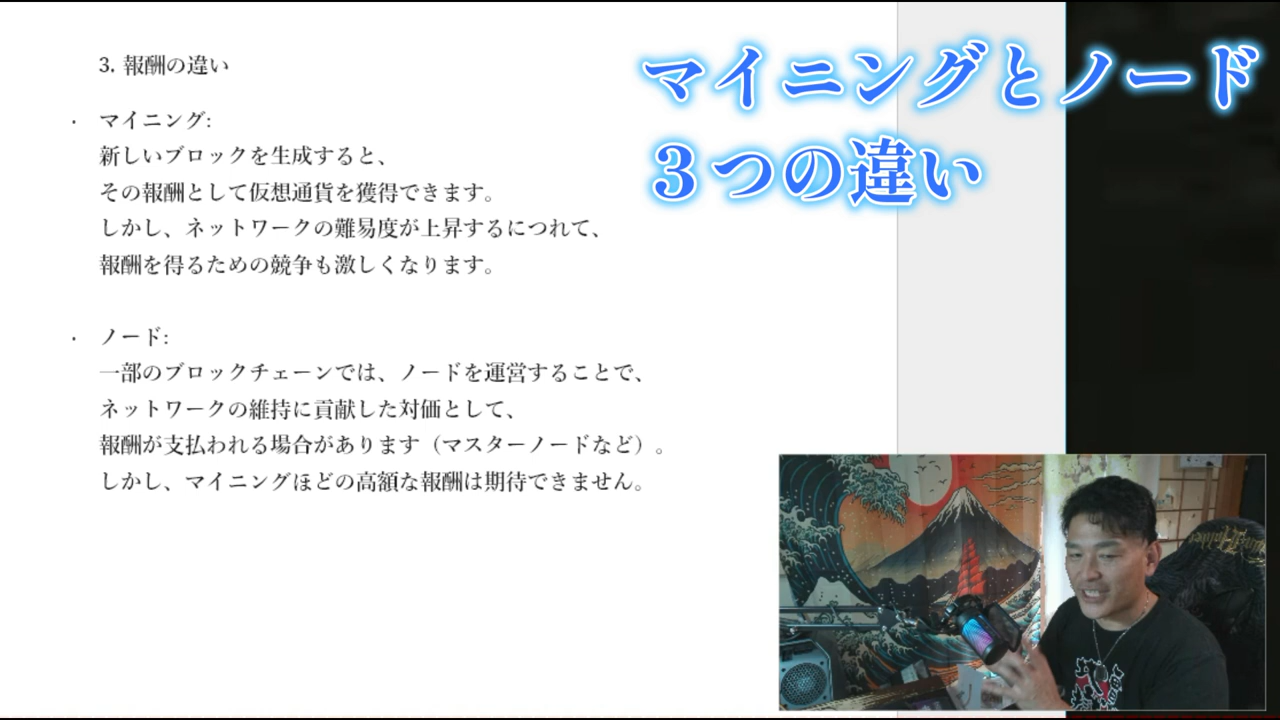 3. 報酬の違い
・ マイニング:
新しいブロックを生成すると、
その報酬として仮想通貨を獲得できます。
しかし、ネットワークの難易度が上昇するにつれて、
報酬を得るための競争も激しくなります。
・ ノード:
一部のブロックチェーンでは、ノードを運営することで、
ネットワークの維持に貢献した対価として、
報酬が支払われる場合があります（マスターノードなど）。
しかし、マイニングほどの高額な報酬は期待できません。
マイニングとノード
３つの違い